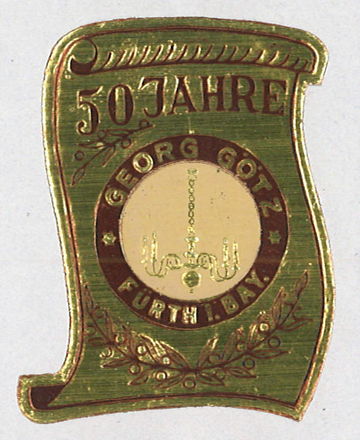 50 JAHRE
GEORG GÖTZ
FÜRTH I. BAY.